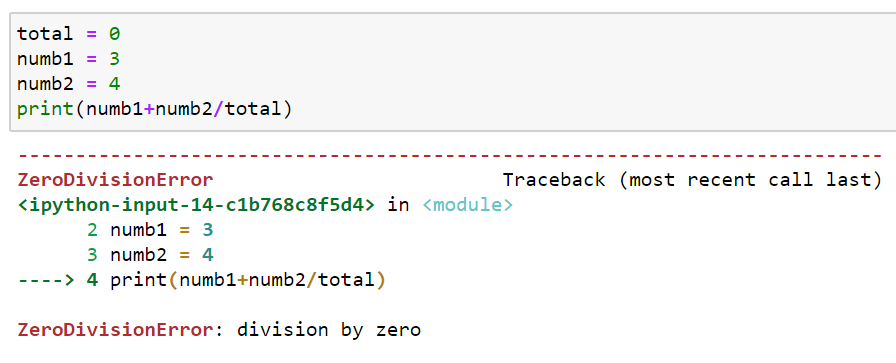 total = 0
numb1 = 3
numb2 = 4
print(numb1+numb2/total)
---------------------------------------------------------------------------
ZeroDivisionError                         Traceback (most recent call last)
<ipython-input-14-c1b768c8f5d4> in <module>
      2 numb1 = 3
      3 numb2 = 4
----> 4 print(numb1+numb2/total)
ZeroDivisionError: division by zero